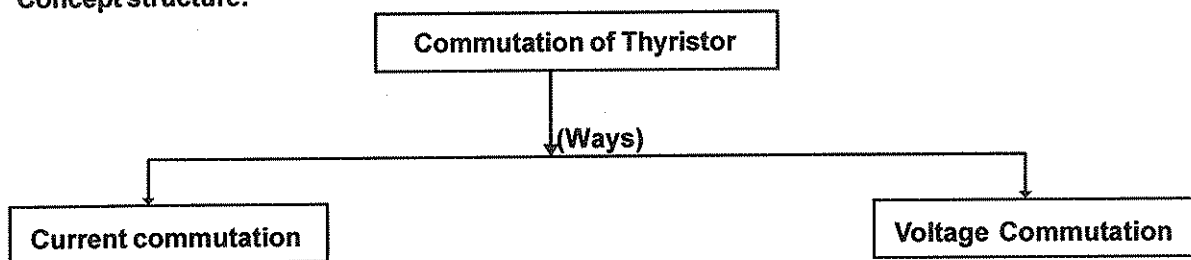 Concept structure:
Commutation of Thyristor
(Ways)
Current commutation
Voltage Commutation